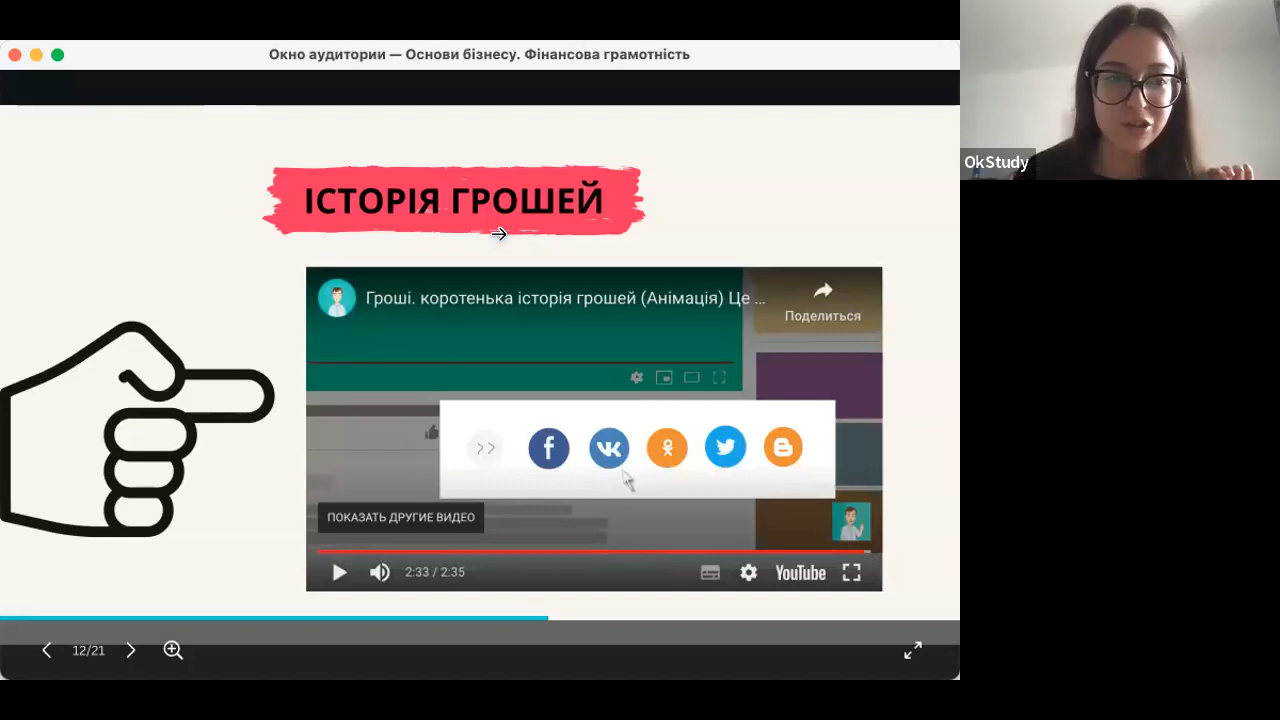 Окно аудитории — Основи бізнесу. Фінансова грамотність
OkStudy
ІСТОРІЯ ГРОШЕЙ
Гроші. коротенька історія грошей (Анімація) Це ...
Поделиться
ПОКАЗАТЬ ДРУГИЕ ВИДЕО
2:33 / 2:35
YouTube
12/21